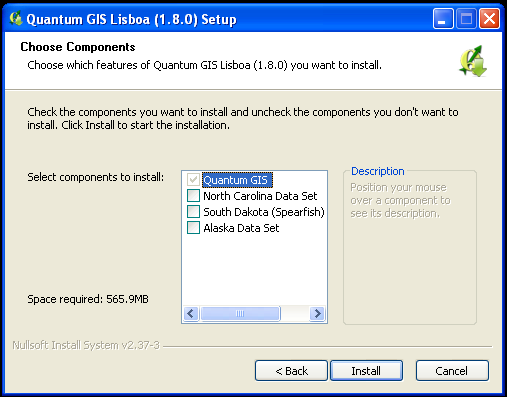 Quantum GIS Lisboa (1.8.0) Setup
Choose Components
Choose which features of Quantum GIS Lisboa (1.8.0) you want to install.
Check the components you want to install and uncheck the components you don't want to
install. Click Install to start the installation.
Select components to install:
Quantum GIS
North Carolina Data Set
South Dakota (Spearfish)
Alaska Data Set
Description
Position your mouse
over a component to
see its description.
Space required: 565.9MB
Nullsoft Install System v2.37-3
< Back
Install
Cancel